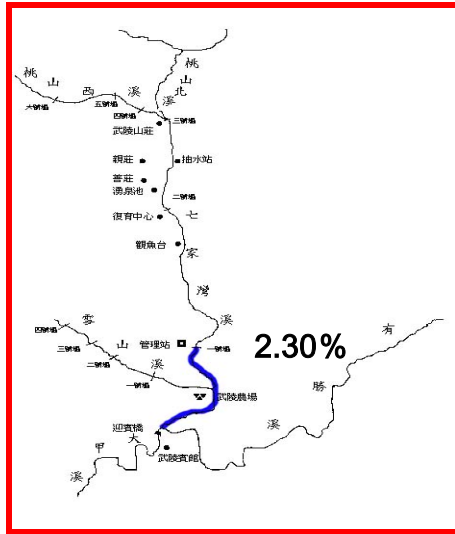 桃山北溪
桃山西溪
六號壩
五號壩
四號壩
三號壩
武陵山莊
親莊
抽水站
善莊
湧泉池
二號壩
復育中心
七家灣溪
觀魚台
雪山溪
四號壩
三號壩
二號壩
一號壩
管理站
一號壩
2.30%
有勝溪
武陵農場
迎賓橋
大甲溪
武陵賓館